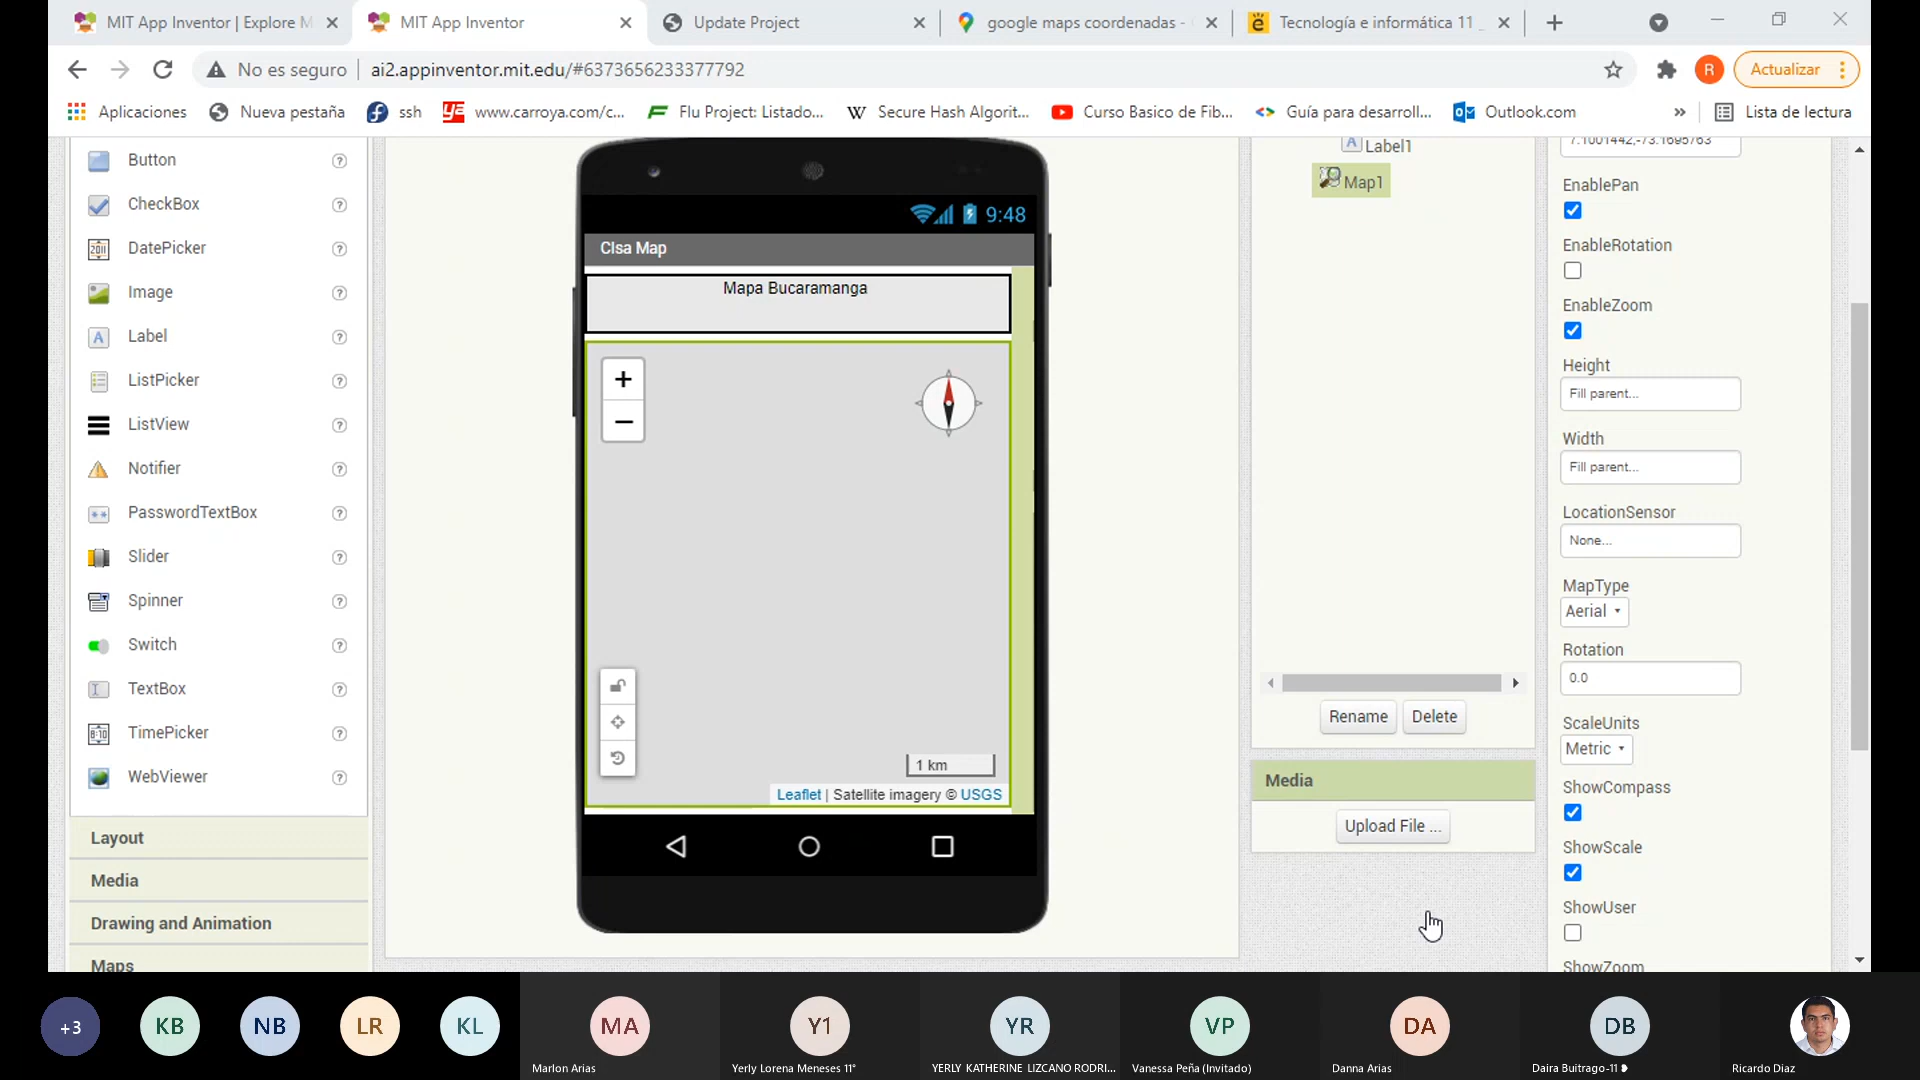 MIT App Inventor | Explore M
MIT App Inventor
Update Project
google maps coordenadas -
Tecnología e informática 11
No es seguro
ai2.appinventor.mit.edu/#6373656233377792
R
Actualizar
Aplicaciones
Nueva pestaña
ssh
www.carroya.com/c...
Flu Project: Listado...
W
Secure Hash Algorit...
Curso Basico de Fib...
Guía para desarroll...
Outlook.com
»
Lista de lectura
Button
CheckBox
DatePicker
Image
Label
ListPicker
ListView
Notifier
PasswordTextBox
Slider
Spinner
Switch
TextBox
TimePicker
WebViewer
Layout
Media
Drawing and Animation
Maps
9:48
Clsa Map
Mapa Bucaramanga
+
−
1 km
Leaflet | Satellite imagery © USGS
Label1
Map1
Rename
Delete
Media
Upload File ...
7.1001442,-73.1695763
EnablePan
EnableRotation
EnableZoom
Height
Fill parent...
Width
Fill parent...
LocationSensor
None...
MapType
Aerial
Rotation
0.0
ScaleUnits
Metric
ShowCompass
ShowScale
ShowUser
ShowZoom
+3
KB
NB
LR
KL
MA
Marlon Arias
Y1
Yerly Lorena Meneses 11°
YR
YERLY KATHERINE LIZCANO RODRI...
VP
Vanessa Peña (Invitado)
DA
Danna Arias
DB
Daira Buitrago-11
Ricardo Diaz